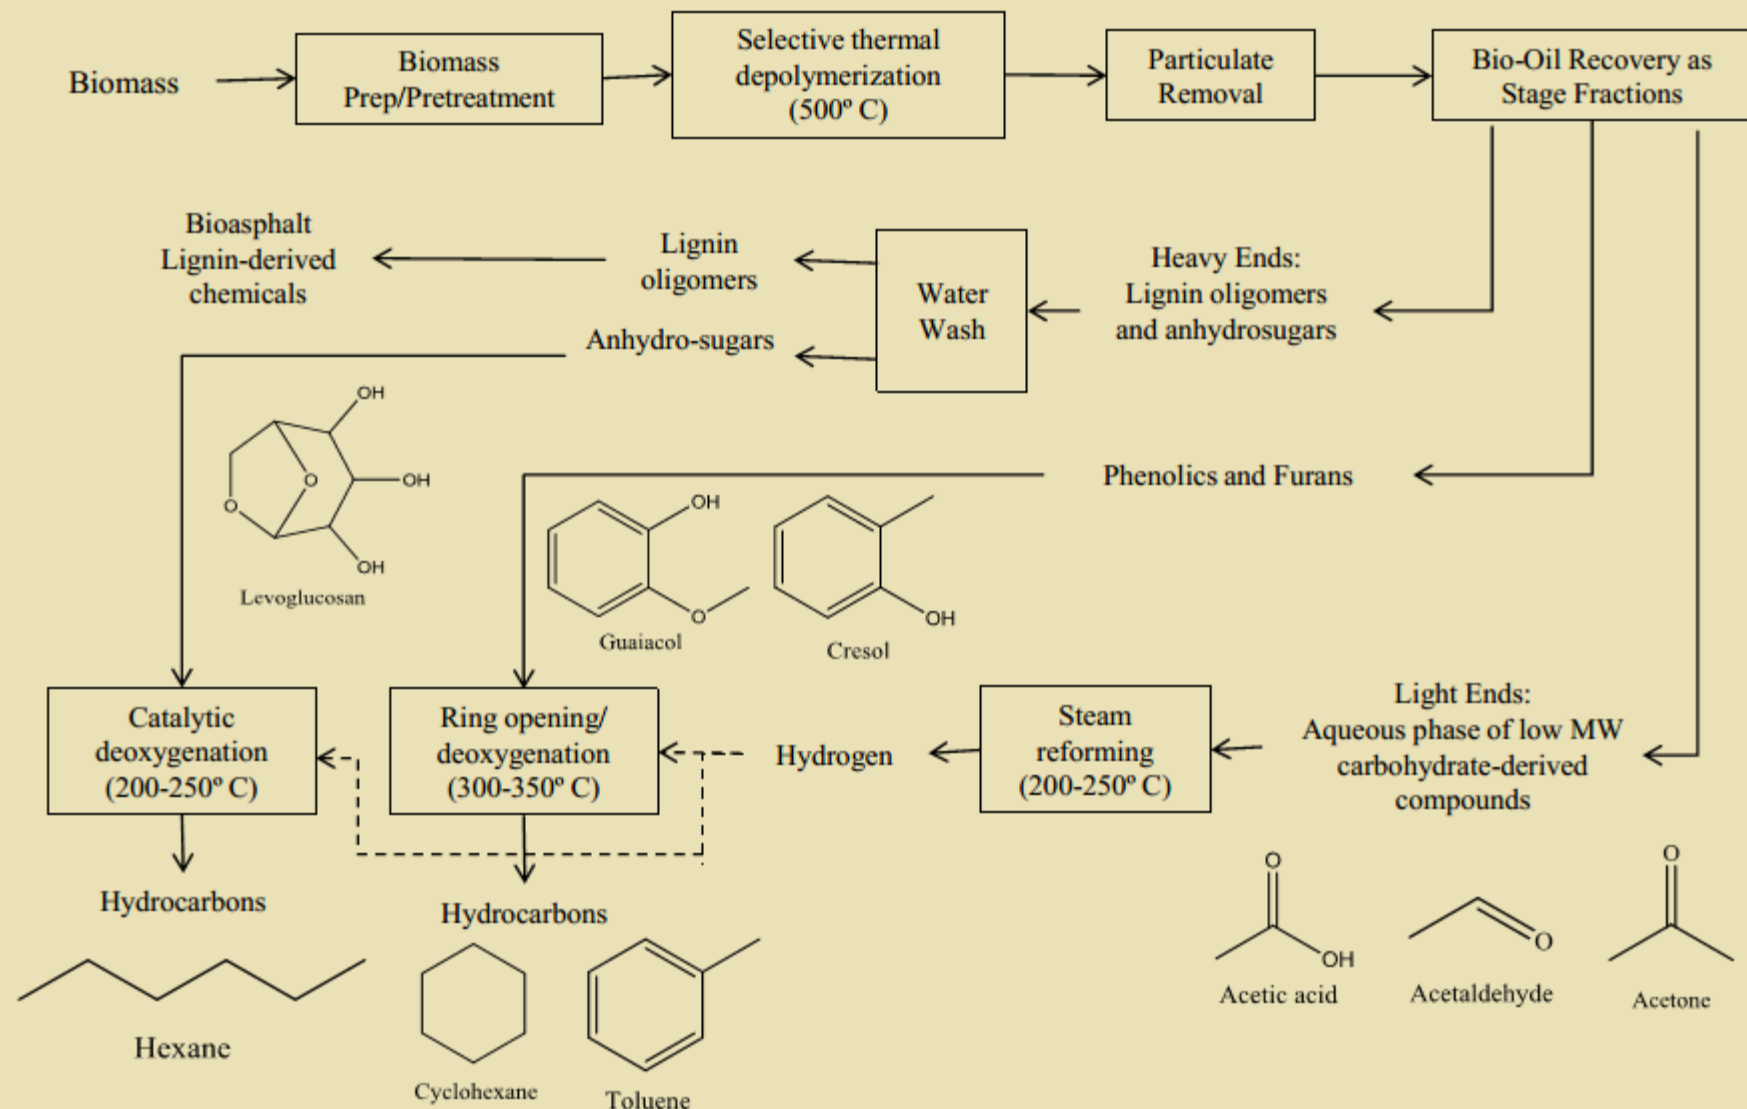 Biomass
Biomass
Prep/Pretreatment
Selective thermal
depolymerization
(500º C)
Particulate
Removal
Bio-Oil Recovery as
Stage Fractions
Bioasphalt
Lignin-derived
chemicals
Lignin
oligomers
Anhydro-sugars
Water
Wash
Heavy Ends:
Lignin oligomers
and anhydrosugars
OH
O
OH
O
OH
Levoglucosan
Phenolics and Furans
OH
O
Guaiacol
OH
Cresol
Catalytic
deoxygenation
(200-250º C)
Ring opening/
deoxygenation
(300-350º C)
Hydrogen
Steam
reforming
(200-250º C)
Light Ends:
Aqueous phase of low MW
carbohydrate-derived
compounds
Hydrocarbons
Hexane
Hydrocarbons
Cyclohexane
Toluene
O
OH
Acetic acid
O
Acetaldehyde
O
Acetone